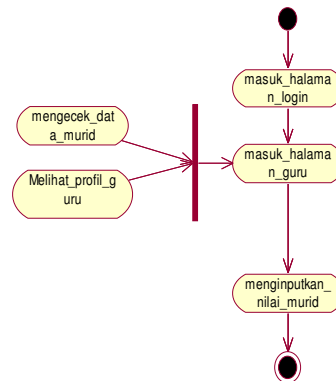 masuk_halama
n_login
mengecek_dat
a_murid
masuk_halama
n_guru
Melihat_profil_g
uru
menginputkan_
nilai_murid